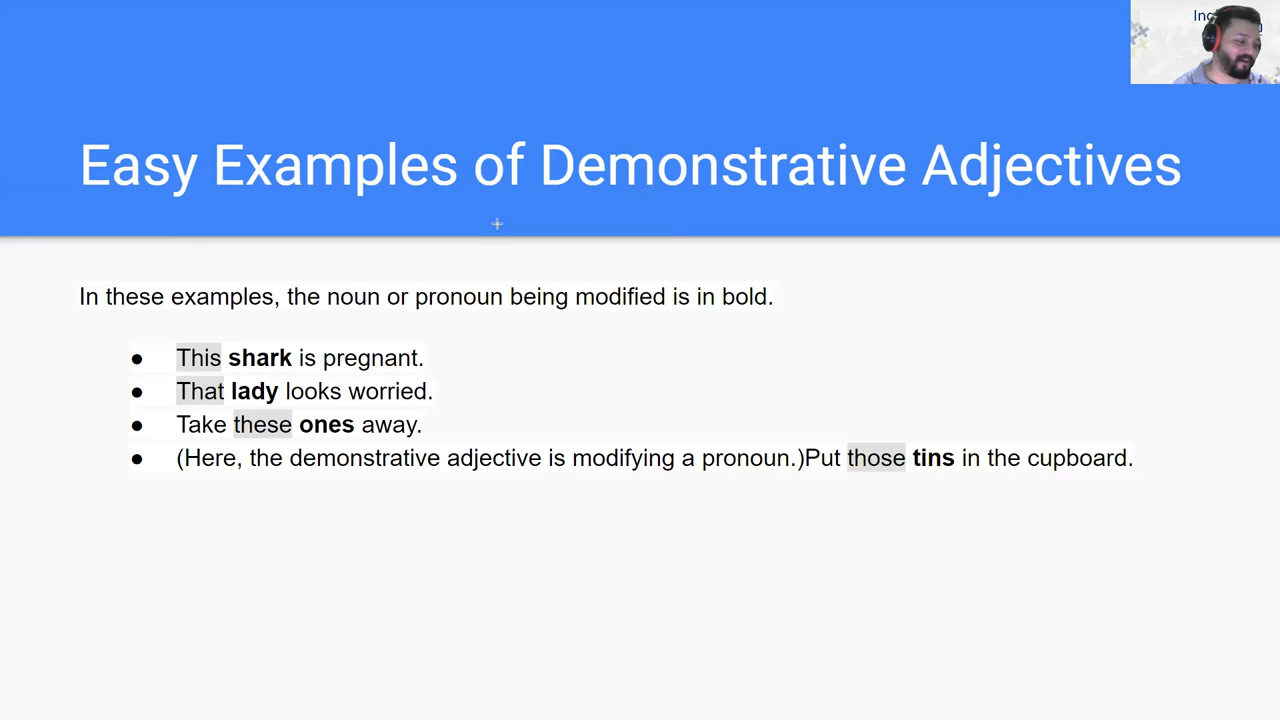 Easy Examples of Demonstrative Adjectives
In these examples, the noun or pronoun being modified is in bold.
● This shark is pregnant.
● That lady looks worried.
● Take these ones away.
● (Here, the demonstrative adjective is modifying a pronoun.)Put those tins in the cupboard.